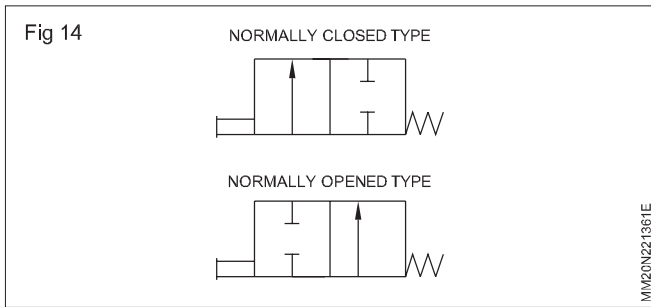 Fig 14
NORMALLY CLOSED TYPE
NORMALLY OPENED TYPE
MM20N221361E